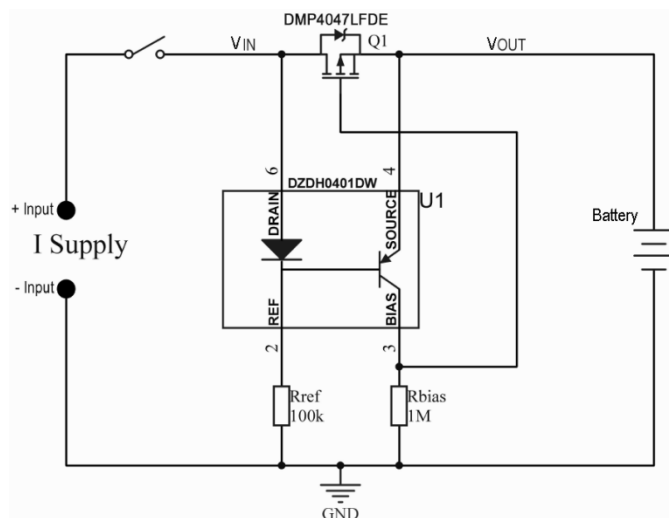 DMP4047LFDE
Q1
VIN
VOUT
6
4
DZDH0401DW
U1
DRAIN
SOURCE
+ Input
I Supply
- Input
Battery
REF
BIAS
2
3
Rref
100k
Rbias
1M
GND